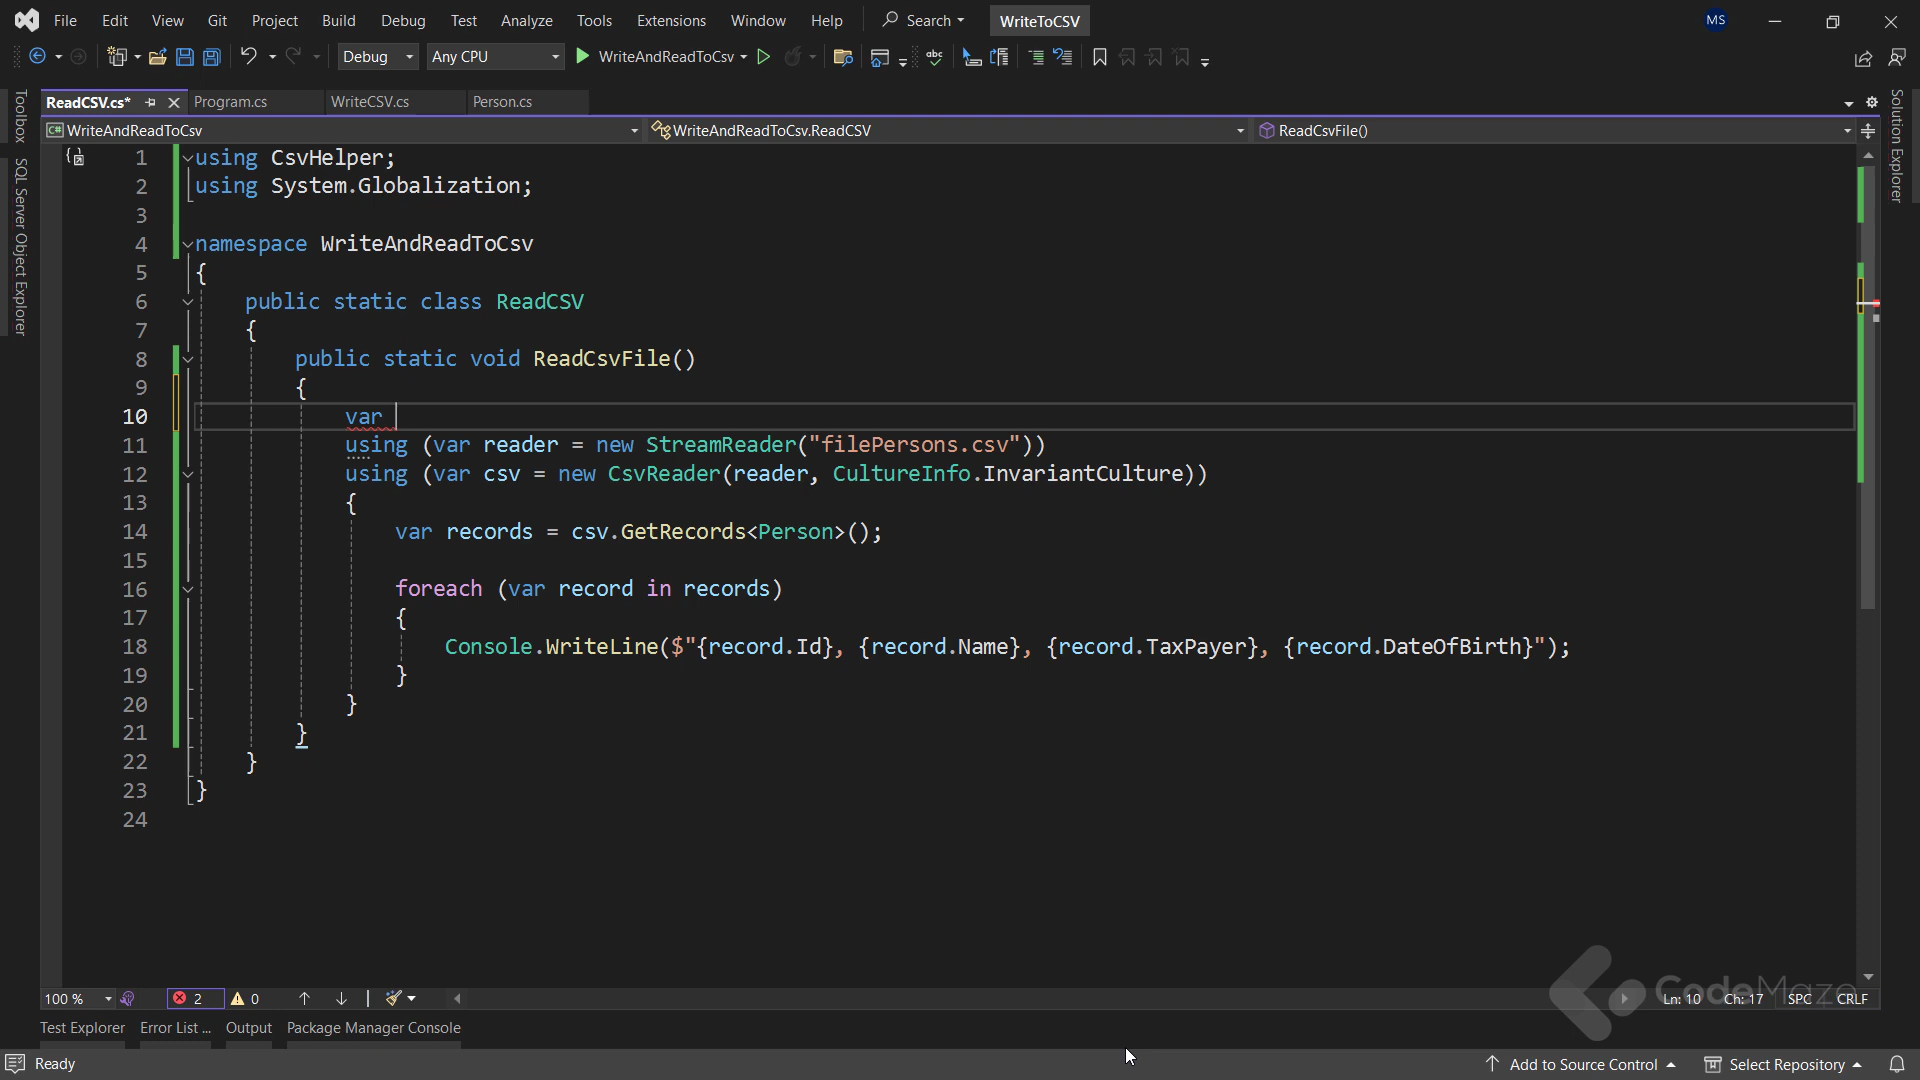 File Edit View Git Project Build Debug Test Analyze Tools Extensions Window Help Search WriteToCSV MS
Debug Any CPU WriteAndReadToCsv
ReadCSV.cs* Program.cs WriteCSV.cs Person.cs
WriteAndReadToCsv WriteAndReadToCsv.ReadCSV ReadCsvFile()
Toolbox
SQL Server Object Explorer
Solution Explorer
1 using CsvHelper;
2 using System.Globalization;
3
4 namespace WriteAndReadToCsv
5 {
6 public static class ReadCSV
7 {
8 public static void ReadCsvFile()
9 {
10 var
11 using (var reader = new StreamReader("filePersons.csv"))
12 using (var csv = new CsvReader(reader, CultureInfo.InvariantCulture))
13 {
14 var records = csv.GetRecords<Person>();
15
16 foreach (var record in records)
17 {
18 Console.WriteLine($"{record.Id}, {record.Name}, {record.TaxPayer}, {record.DateOfBirth}");
19 }
20 }
21 }
22 }
23 }
24
100 % 2 0 Ln: 10 Ch: 17 SPC CRLF
CodeMaze
Test Explorer Error List ... Output Package Manager Console
Ready Add to Source Control Select Repository